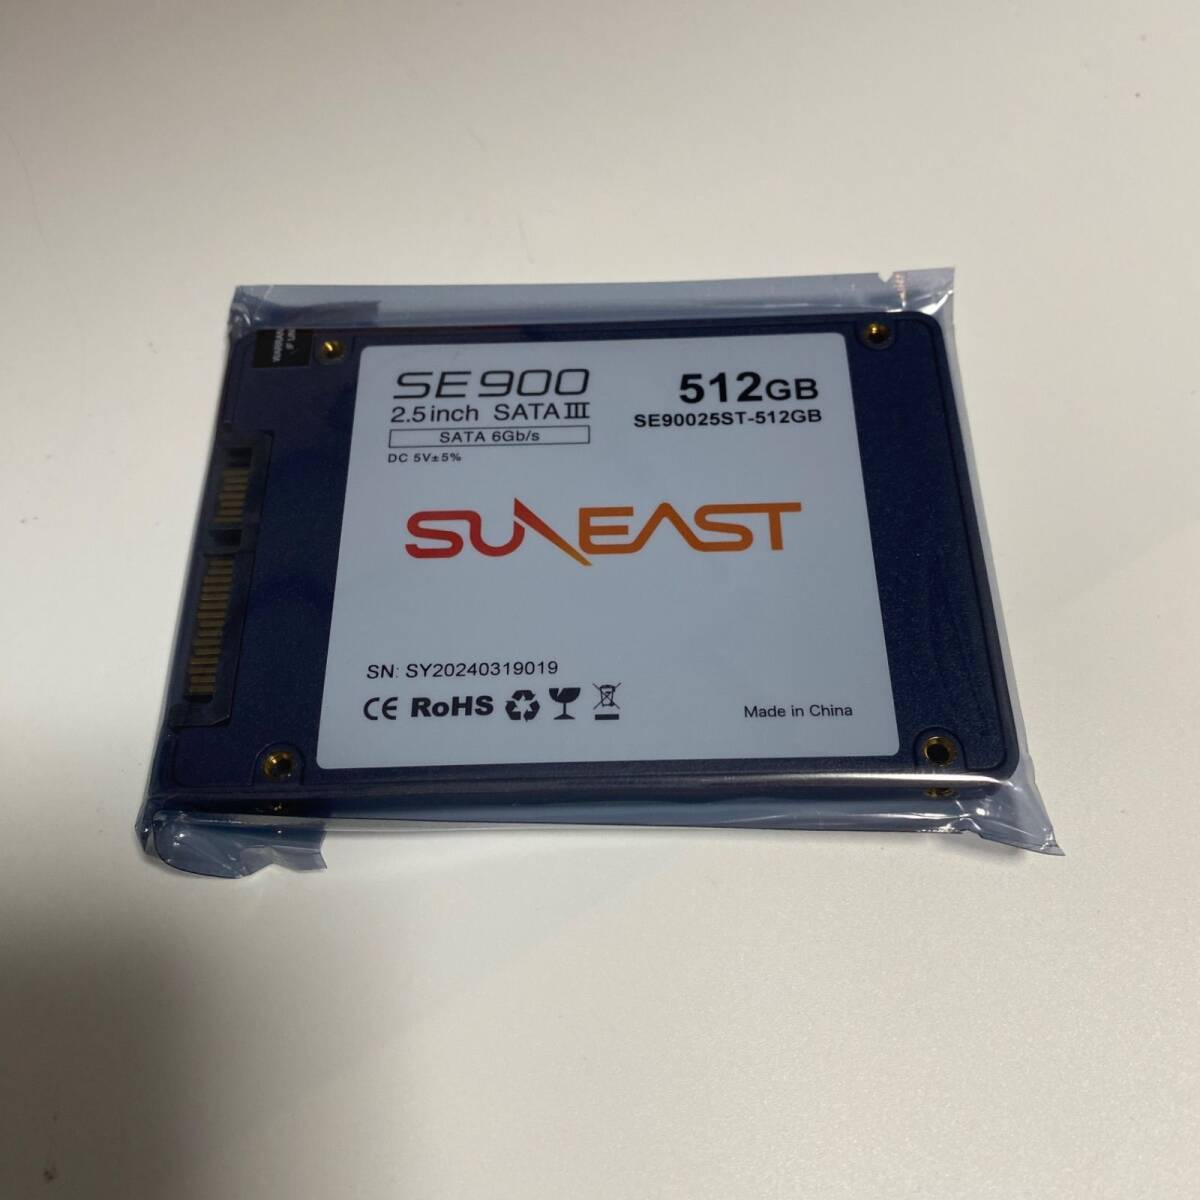 SE900
2.5inch SATA III
SATA 6Gb/s
DC 5V±5%
512GB
SE90025ST-512GB
SUNEAST
SN: SY20240319019
CE RoHS
Made in China